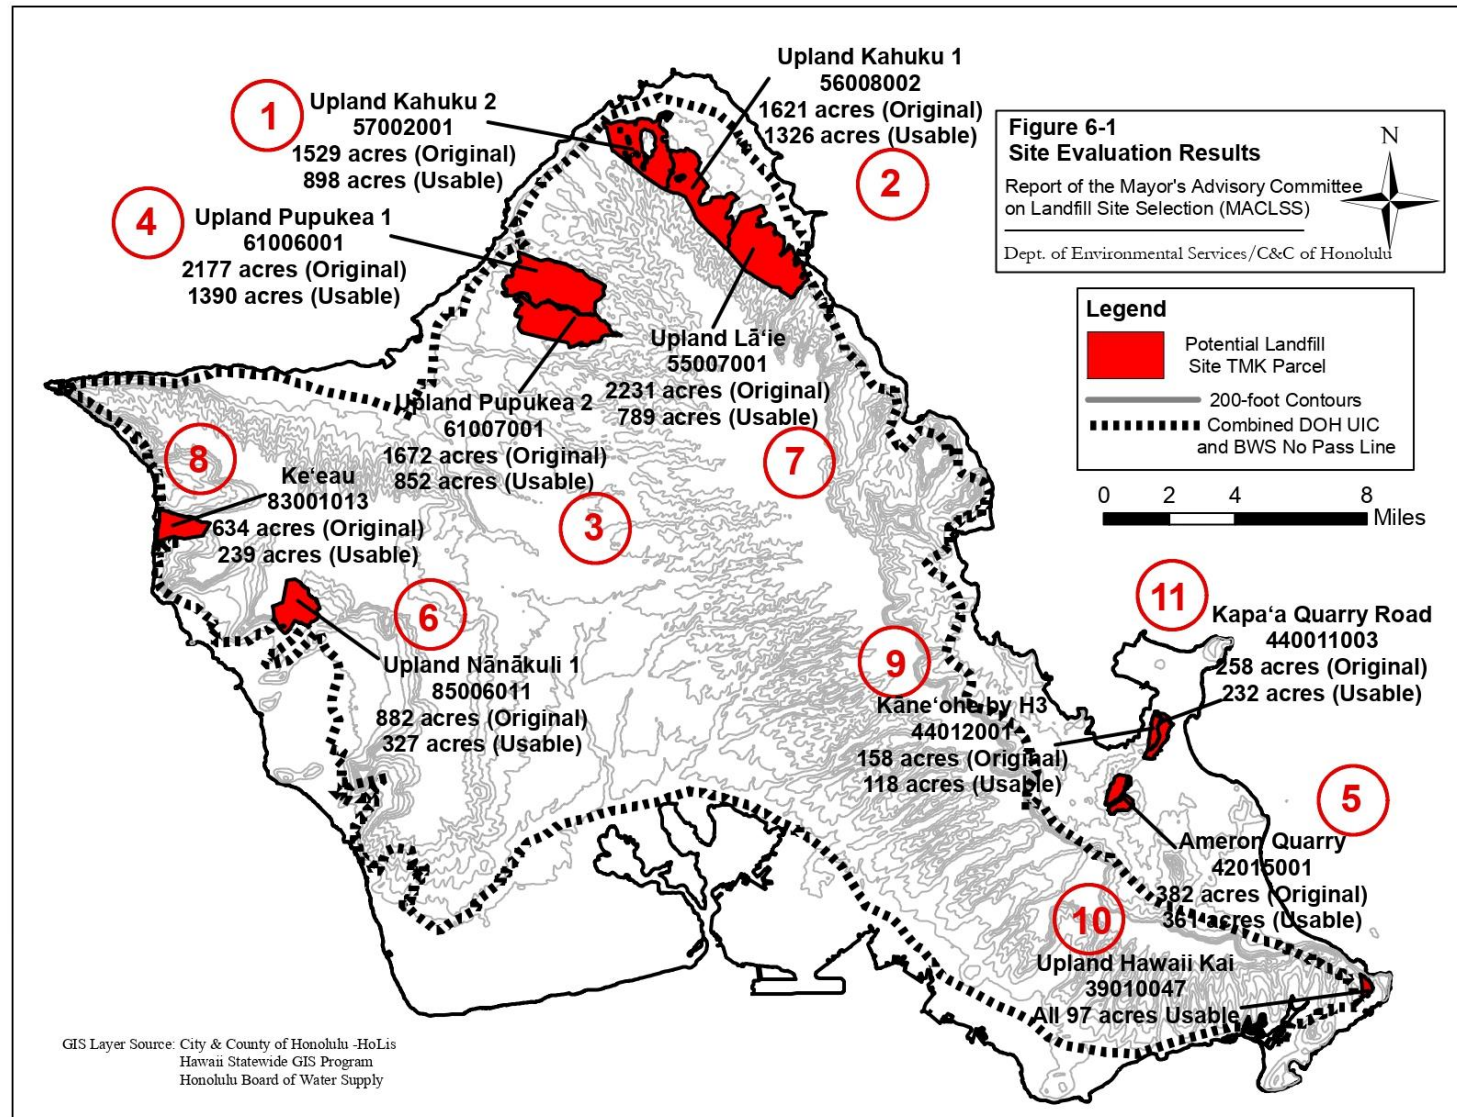 Upland Kahuku 1
56008002
1621 acres (Original)
1326 acres (Usable)
2
1
Upland Kahuku 2
57002001
1529 acres (Original)
898 acres (Usable)
Figure 6-1
Site Evaluation Results
Report of the Mayor's Advisory Committee
on Landfill Site Selection (MACLSS)
Dept. of Environmental Services/C&C of Honolulu
N
4
Upland Pupukea 1
61006001
2177 acres (Original)
1390 acres (Usable)
Legend
Potential Landfill
Site TMK Parcel
200-foot Contours
Combined DOH UIC
and BWS No Pass Line
0 2 4 8
Miles
Upland Lā‘ie
55007001
2231 acres (Original)
789 acres (Usable)
7
Upland Pupukea 2
61007001
1672 acres (Original)
852 acres (Usable)
3
8
Ke‘eau
83001013
634 acres (Original)
239 acres (Usable)
6
Upland Nānākuli 1
85006011
882 acres (Original)
327 acres (Usable)
11
Kapa‘a Quarry Road
440011003
258 acres (Original)
232 acres (Usable)
9
Kāne‘ohe by H3
44012001
158 acres (Original)
118 acres (Usable)
5
Ameron Quarry
42015001
382 acres (Original)
361 acres (Usable)
10
Upland Hawaii Kai
39010047
All 97 acres Usable
GIS Layer Source: City & County of Honolulu -HoLis
Hawaii Statewide GIS Program
Honolulu Board of Water Supply